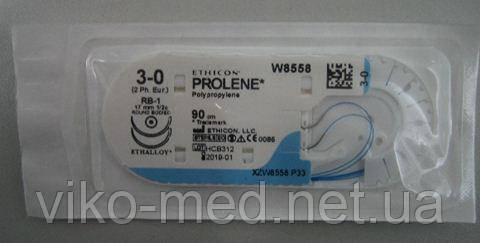 ETHICON*
W8558
3-0
(2 Ph. Eur.)
PROLENE*
Polypropylene
RB-1
17 mm 1/2c
ROUND BODIED
90 cm
* Trademark
ETHICON, LLC.
0086
ETHALLOY*
LOT HCB312
2019-01
XZW8558 P33
3-0
viko-med.net.ua